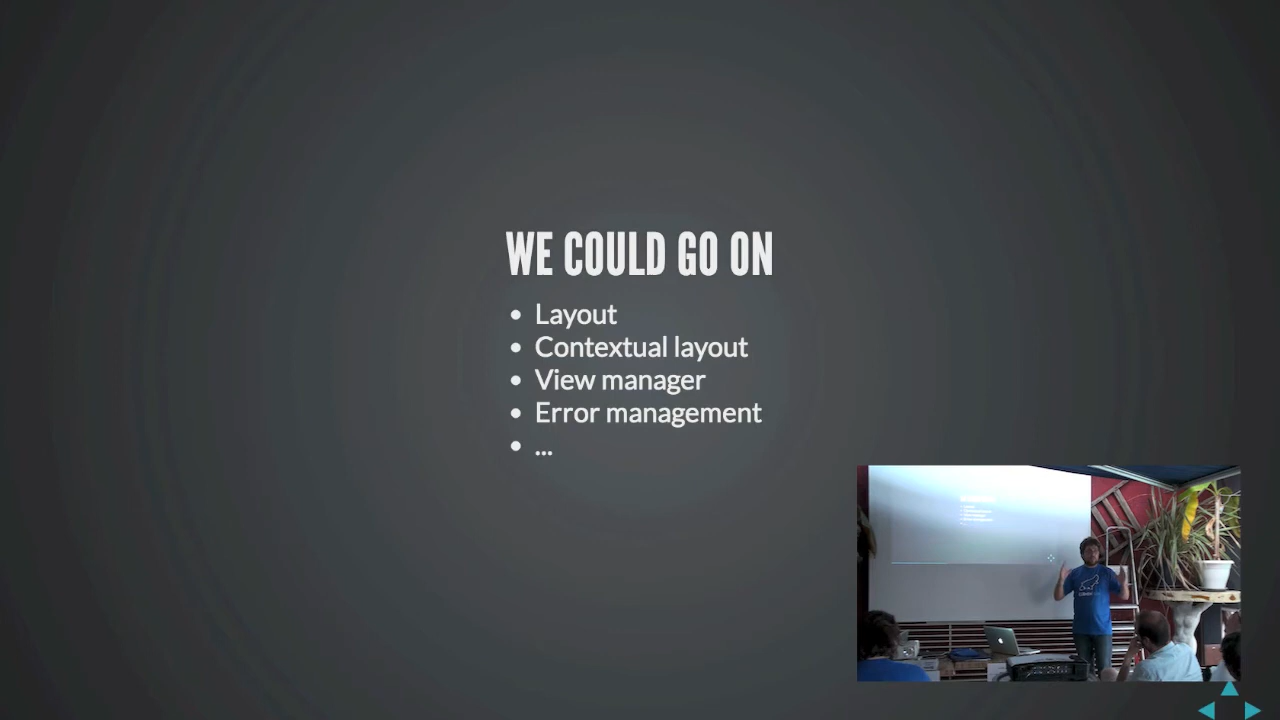 WE COULD GO ON
• Layout
• Contextual layout
• View manager
• Error management
• ...